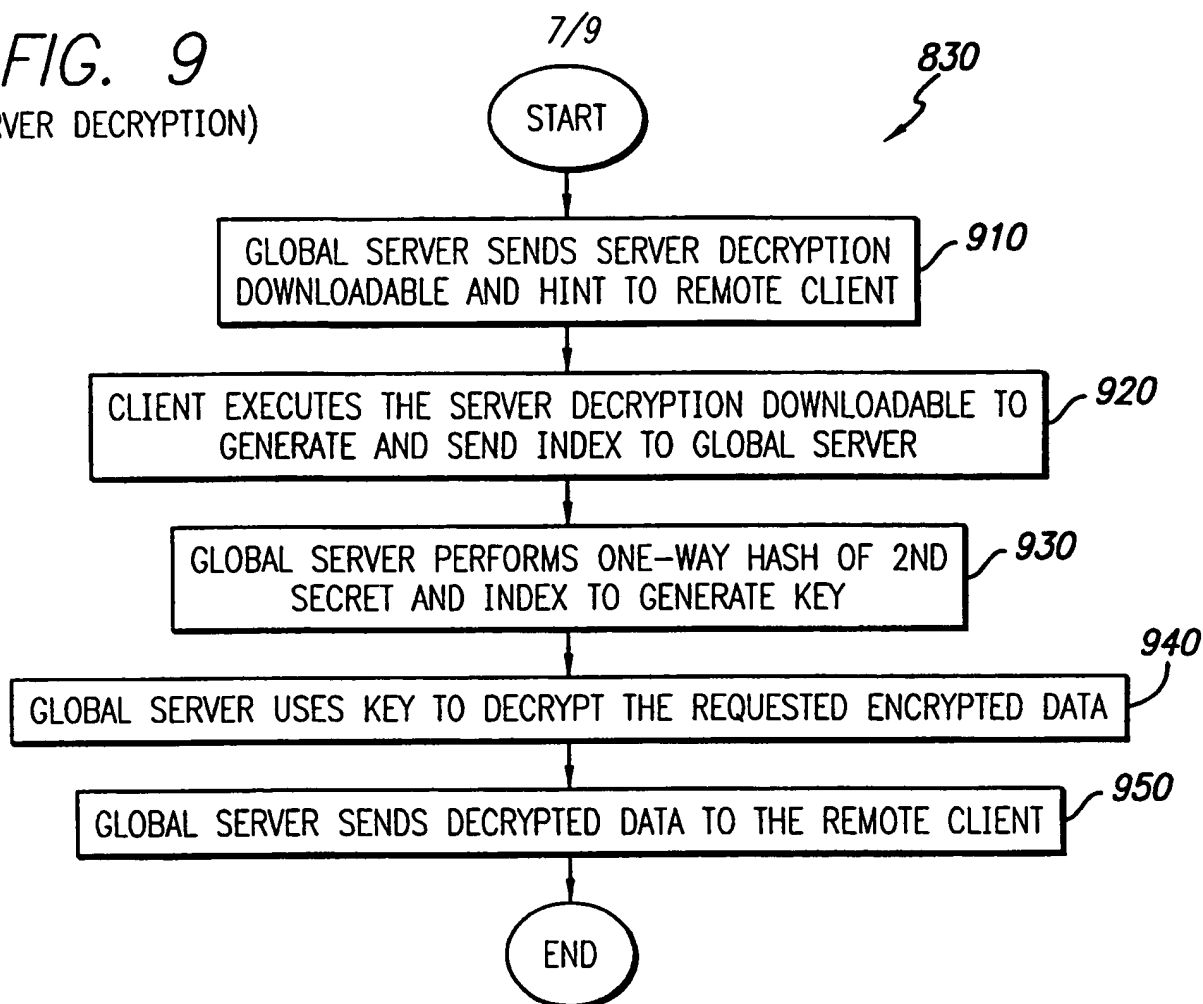 FIG. 9
7/9
830
RVER DECRYPTION)
START
GLOBAL SERVER SENDS SERVER DECRYPTION
DOWNLOADABLE AND HINT TO REMOTE CLIENT
910
CLIENT EXECUTES THE SERVER DECRYPTION DOWNLOADABLE TO
GENERATE AND SEND INDEX TO GLOBAL SERVER
920
GLOBAL SERVER PERFORMS ONE-WAY HASH OF 2ND
SECRET AND INDEX TO GENERATE KEY
930
GLOBAL SERVER USES KEY TO DECRYPT THE REQUESTED ENCRYPTED DATA
940
GLOBAL SERVER SENDS DECRYPTED DATA TO THE REMOTE CLIENT
950
END